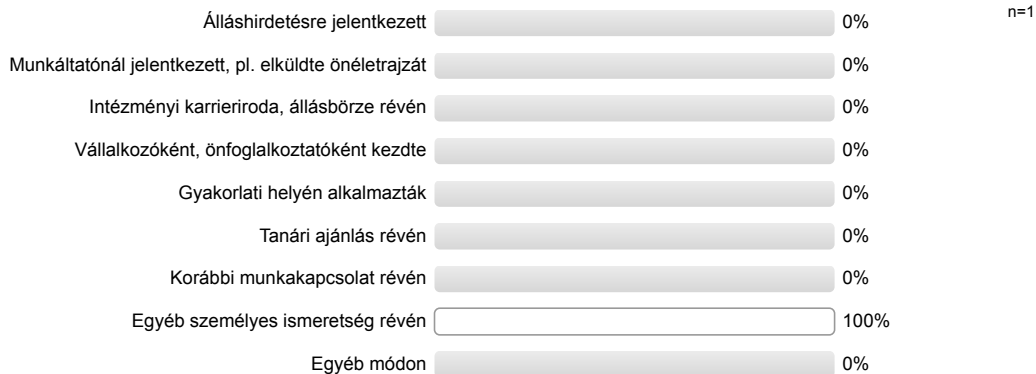 Álláshirdetésre jelentkezett 0% n=1
Munkáltatónál jelentkezett, pl. elküldte önéletrajzát 0%
Intézményi karrieriroda, állásbörze révén 0%
Vállalkozóként, önfoglalkoztatóként kezdte 0%
Gyakorlati helyén alkalmazták 0%
Tanári ajánlás révén 0%
Korábbi munkakapcsolat révén 0%
Egyéb személyes ismeretség révén 100%
Egyéb módon 0%